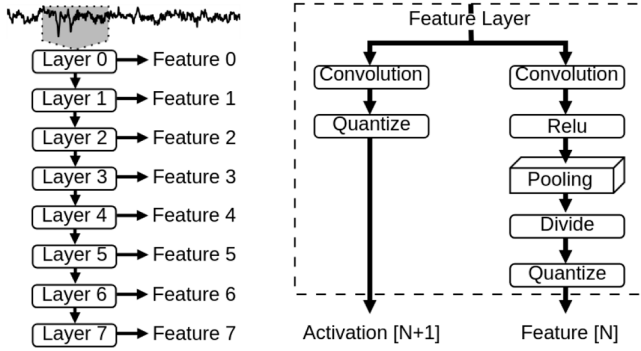 Layer 0 Feature 0
Layer 1 Feature 1
Layer 2 Feature 2
Layer 3 Feature 3
Layer 4 Feature 4
Layer 5 Feature 5
Layer 6 Feature 6
Layer 7 Feature 7
Feature Layer
Convolution
Quantize
Activation [N+1]
Convolution
Relu
Pooling
Divide
Quantize
Feature [N]